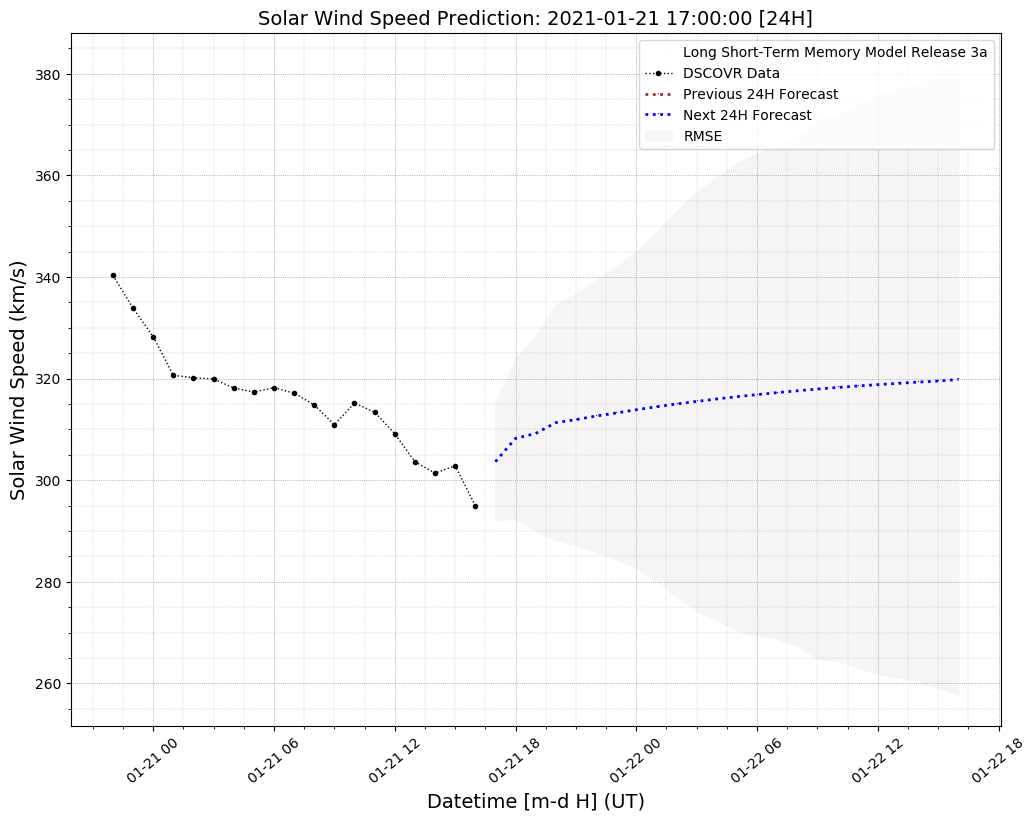 Solar Wind Speed Prediction: 2021-01-21 17:00:00 [24H]
Long Short-Term Memory Model Release 3a
DSCOVR Data
Previous 24H Forecast
Next 24H Forecast
RMSE
Solar Wind Speed (km/s)
380
360
340
320
300
280
260
01-21 00
01-21 06
01-21 12
01-21 18
01-22 00
01-22 06
01-22 12
01-22 18
Datetime [m-d H] (UT)